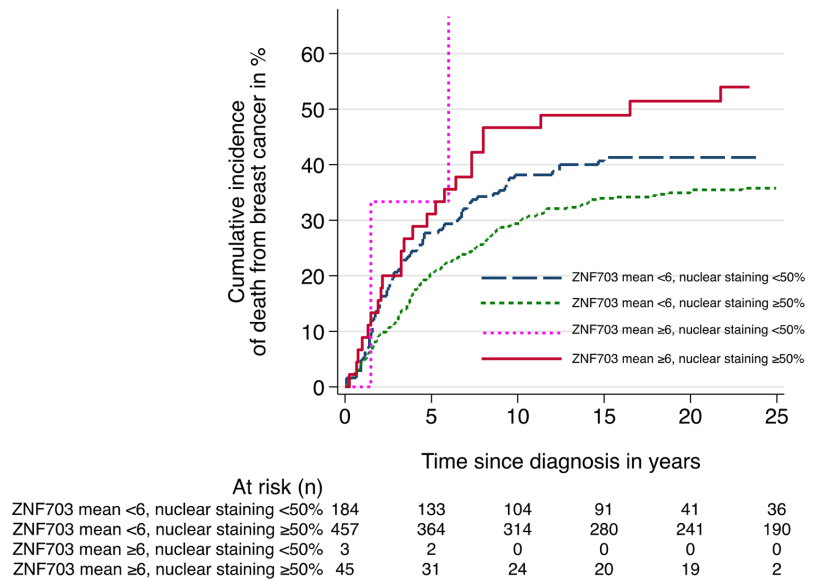 Cumulative incidence
of death from breast cancer in %
60
50
40
30
20
10
0
ZNF703 mean <6, nuclear staining <50%
ZNF703 mean <6, nuclear staining ≥50%
ZNF703 mean ≥6, nuclear staining <50%
ZNF703 mean ≥6, nuclear staining ≥50%
0 5 10 15 20 25
Time since diagnosis in years
At risk (n)
ZNF703 mean <6, nuclear staining <50% 184 133 104 91 41 36
ZNF703 mean <6, nuclear staining ≥50% 457 364 314 280 241 190
ZNF703 mean ≥6, nuclear staining <50% 3 2 0 0 0 0
ZNF703 mean ≥6, nuclear staining ≥50% 45 31 24 20 19 2